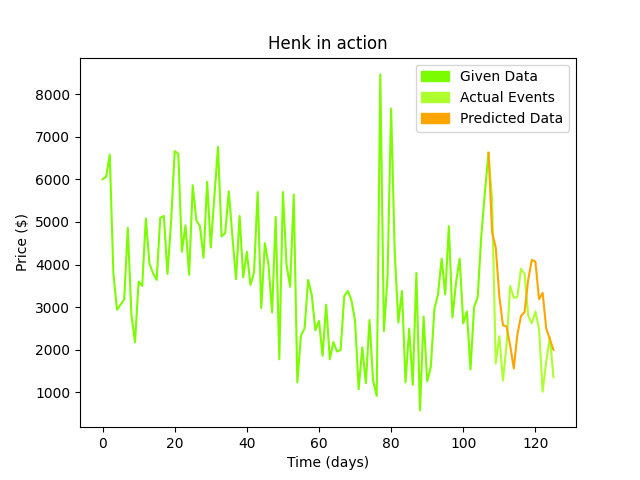 Henk in action
Given Data
Actual Events
Predicted Data
Price ($)
8000
7000
6000
5000
4000
3000
2000
1000
0 20 40 60 80 100 120
Time (days)